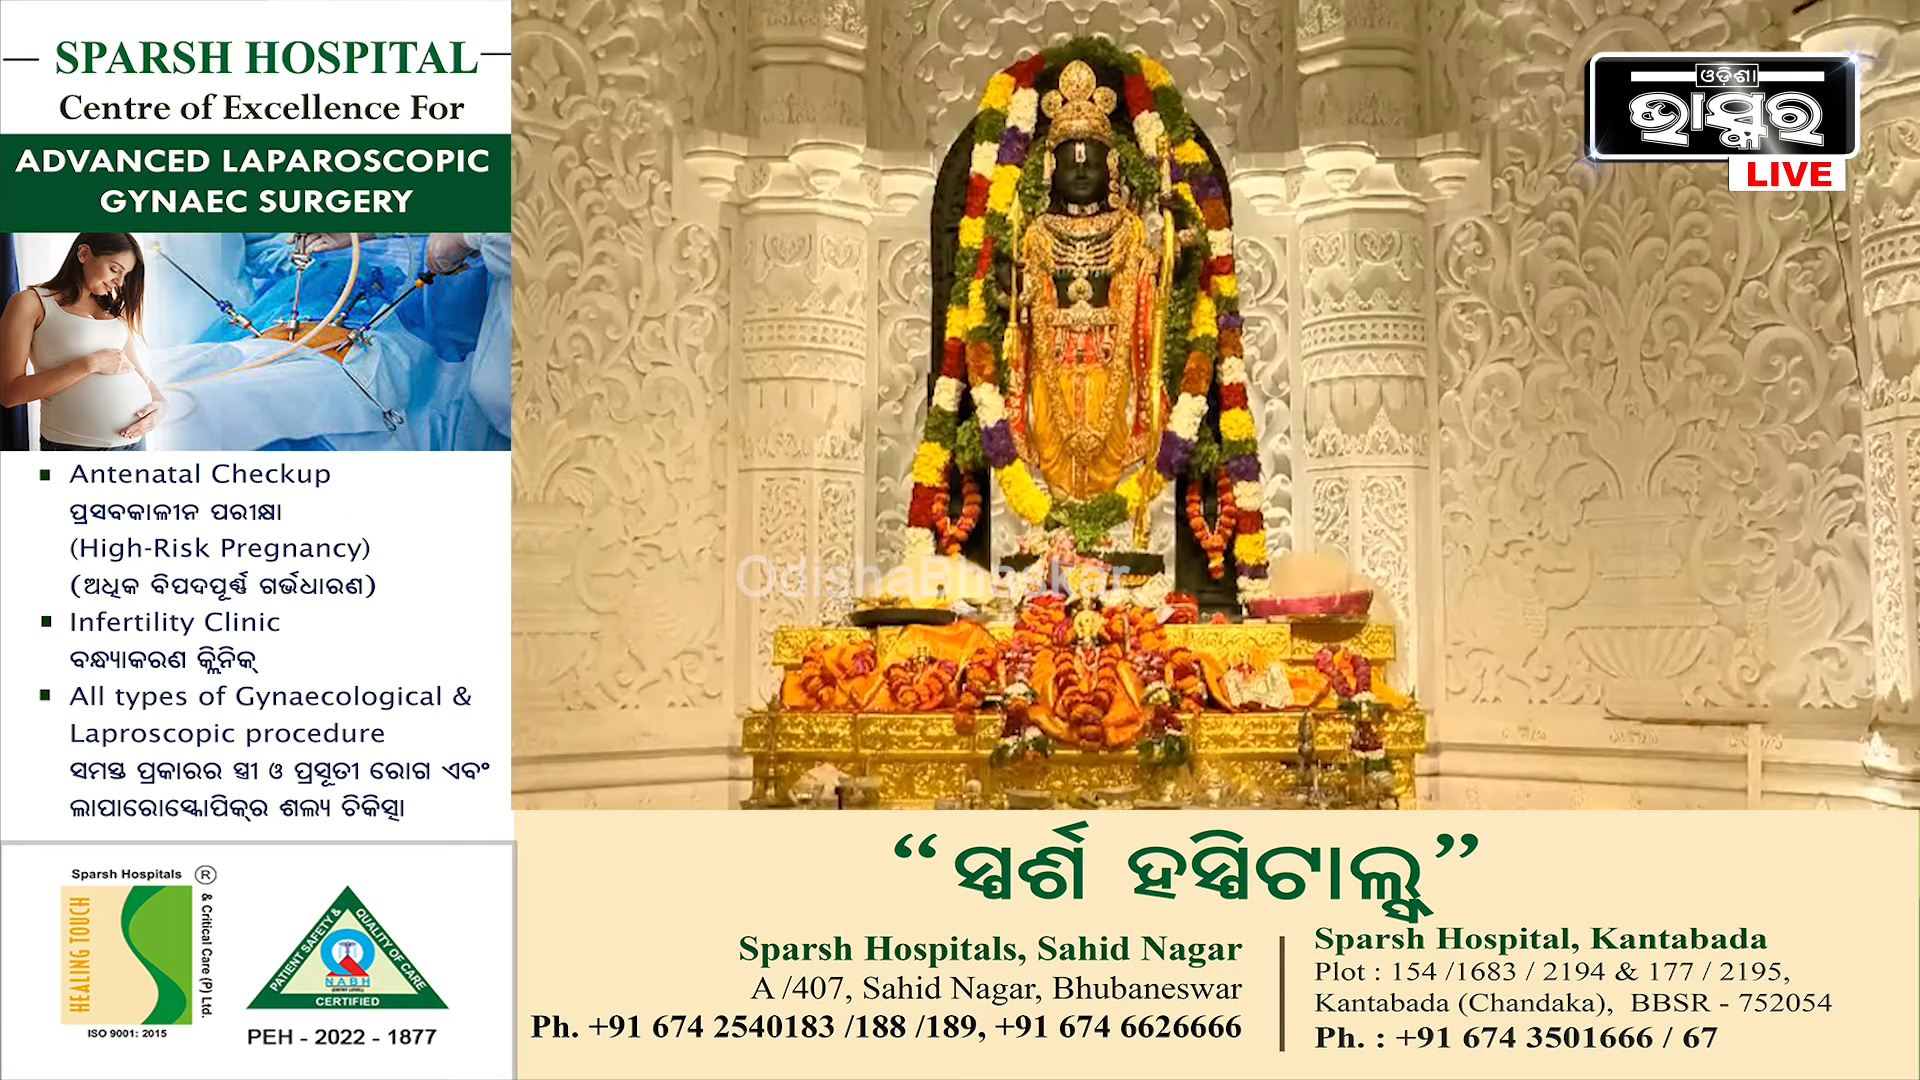 SPARSH HOSPITAL
Centre of Excellence For
ADVANCED LAPAROSCOPIC
GYNAEC SURGERY
Antenatal Checkup
ପ୍ରସବକାଳୀନ ପରୀକ୍ଷା
(High-Risk Pregnancy)
(ଅଧିକ ବିପଦପୂର୍ଣ୍ଣ ଗର୍ଭଧାରଣ)
Infertility Clinic
ବନ୍ଧ୍ୟାକରଣ କ୍ଲିନିକ୍
All types of Gynaecological &
Laproscopic procedure
ସମସ୍ତ ପ୍ରକାରର ସ୍ତ୍ରୀ ଓ ପ୍ରସୂତୀ ରୋଗ ଏବଂ
ଲାପାରୋସ୍କୋପିକ୍‌ର ଶଲ୍ୟ ଚିକିତ୍ସା
Sparsh Hospitals ®
& Critical Care (P) Ltd.
HEALING TOUCH
ISO 9001: 2015
PATIENT SAFETY &
QUALITY OF CARE
NABH
(ENTRY LEVEL)
CERTIFIED
PEH - 2022 - 1877
ଓଡ଼ିଶା
ଭାସ୍କର
LIVE
OdishaBhaskar
“ସ୍ପର୍ଶ ହସ୍ପିଟାଲ୍ସ୍”
Sparsh Hospitals, Sahid Nagar
A /407, Sahid Nagar, Bhubaneswar
Ph. +91 674 2540183 /188 /189, +91 674 6626666
Sparsh Hospital, Kantabada
Plot : 154 /1683 / 2194 & 177 / 2195,
Kantabada (Chandaka), BBSR - 752054
Ph. : +91 674 3501666 / 67